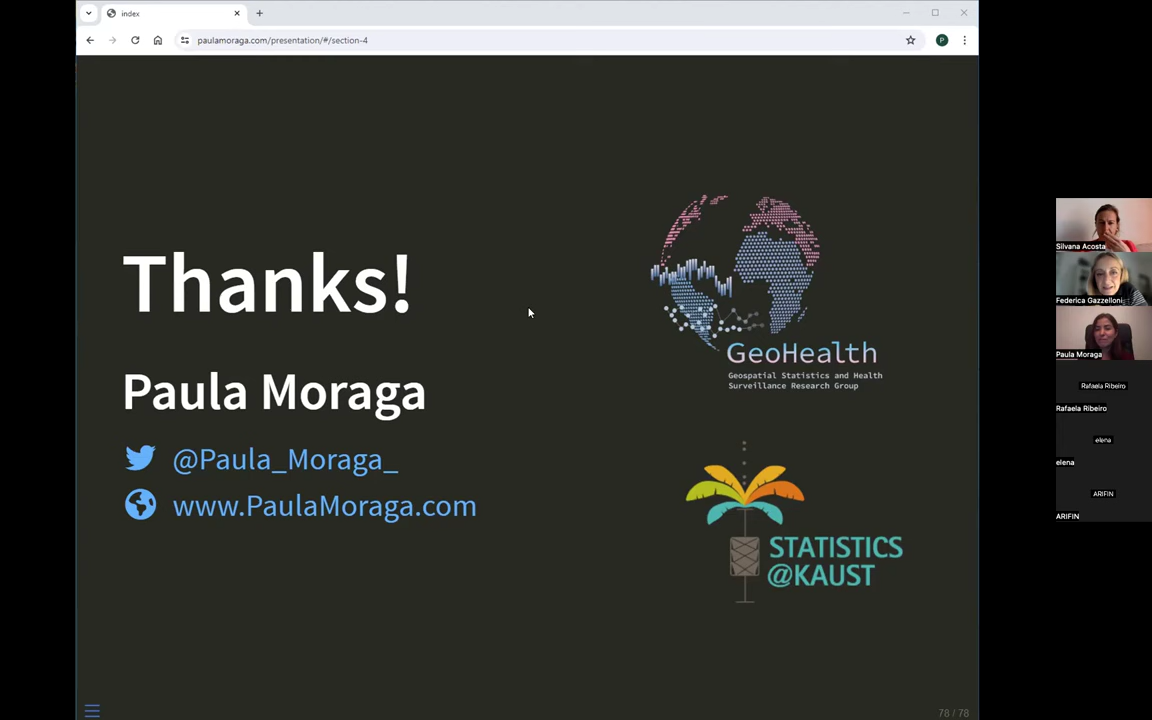 index
paulamoraga.com/presentation/#/section-4
P
Thanks!
Paula Moraga
@Paula_Moraga_
www.PaulaMoraga.com
GeoHealth
Geospatial Statistics and Health
Surveillance Research Group
STATISTICS
@KAUST
78 / 78
Silvana Acosta
Federica Gazzelloni
Paula Moraga
Rafaela Ribeiro
Rafaela Ribeiro
elena
elena
ARIFIN
ARIFIN